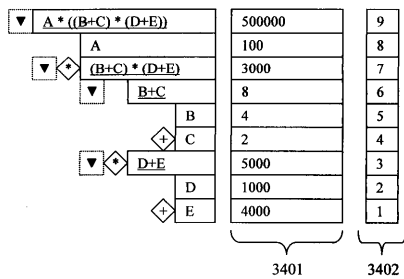 ▼ A * ((B+C) * (D+E)) 500000 9
A 100 8
▼ * (B+C) * (D+E) 3000 7
▼ B+C 8 6
B 4 5
+ C 2 4
▼ * D+E 5000 3
D 1000 2
+ E 4000 1
3401 3402